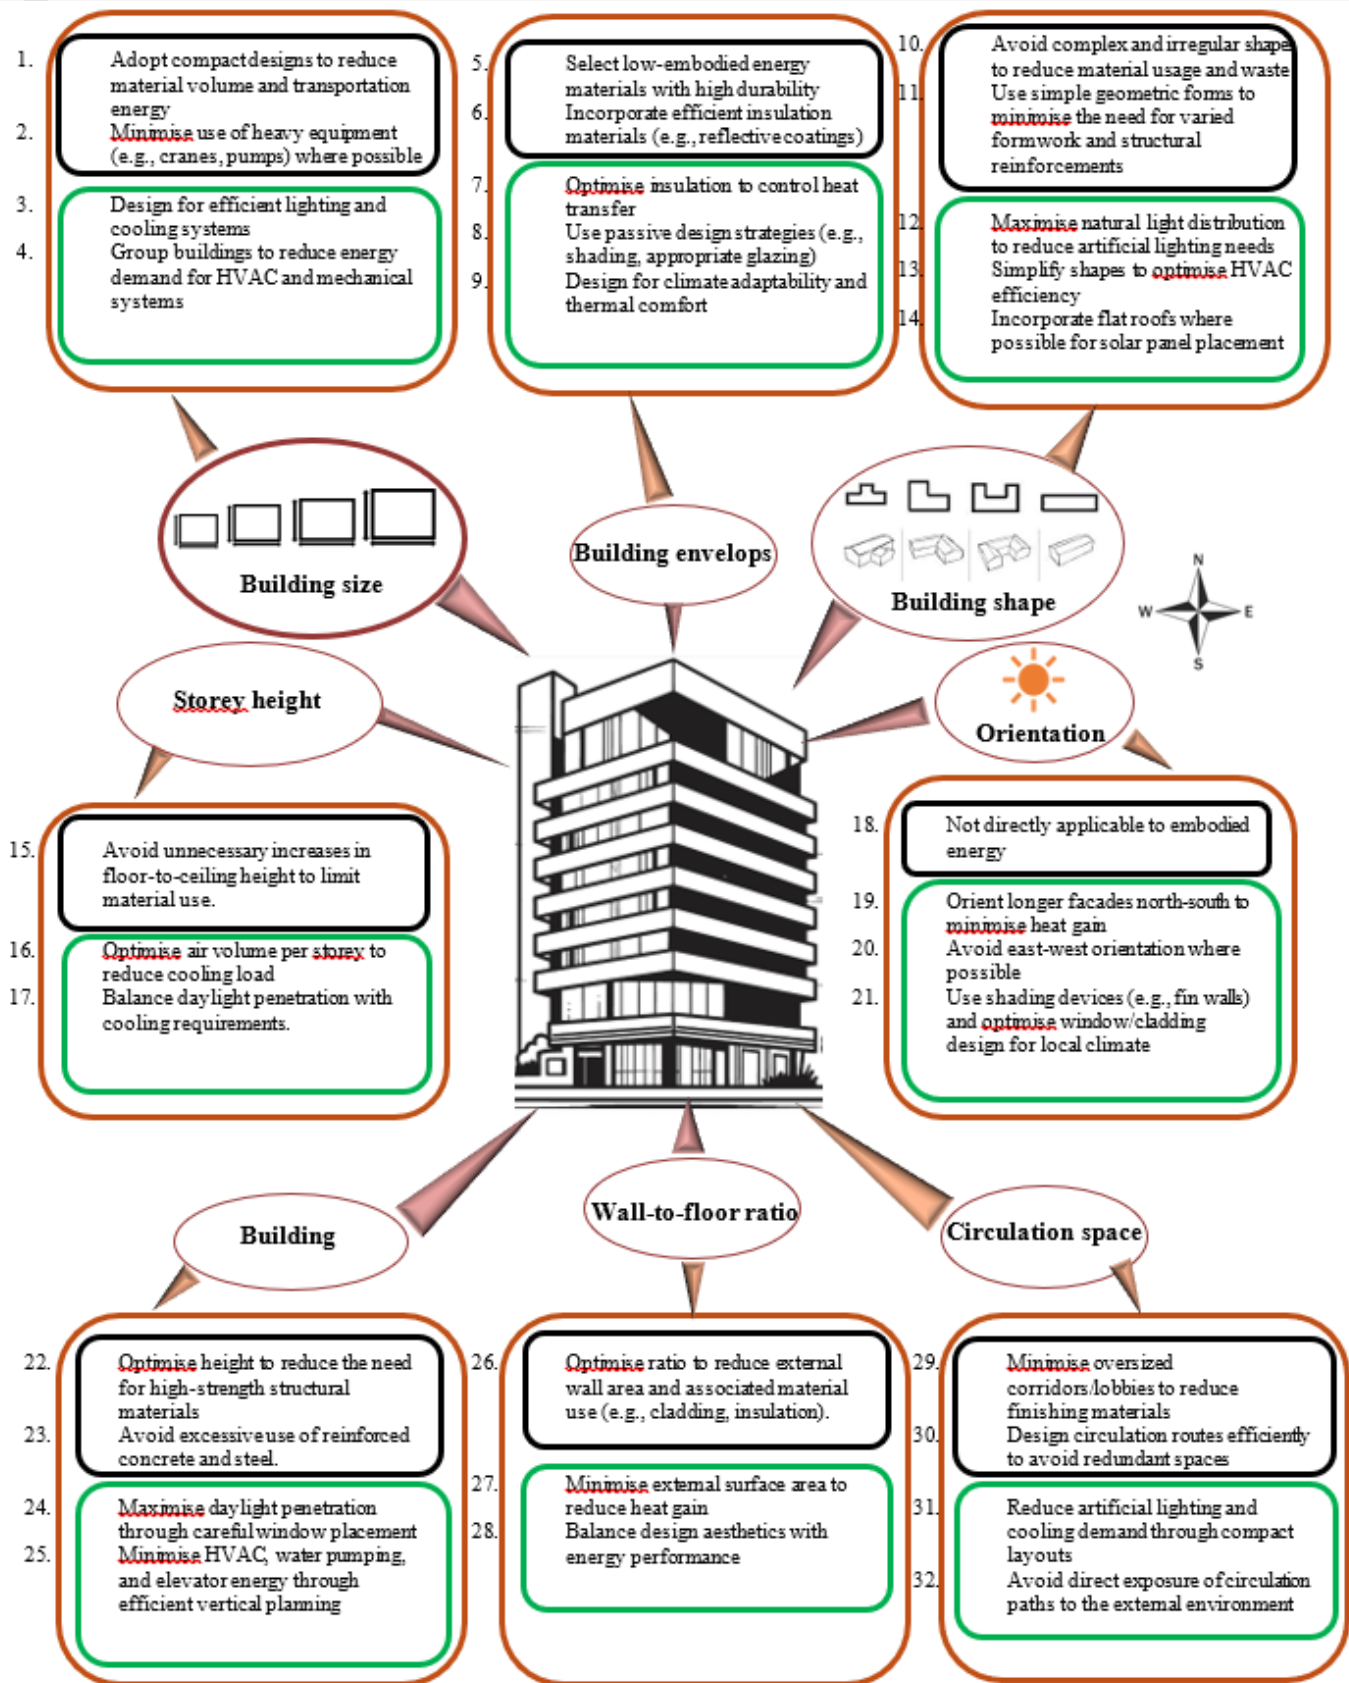 1. Adopt compact designs to reduce
material volume and transportation
energy
2. Minimise use of heavy equipment
(e.g., cranes, pumps) where possible
3. Design for efficient lighting and
cooling systems
4. Group buildings to reduce energy
demand for HVAC and mechanical
systems
5. Select low-embodied energy
materials with high durability
6. Incorporate efficient insulation
materials (e.g., reflective coatings)
7. Optimise insulation to control heat
transfer
8. Use passive design strategies (e.g.,
shading, appropriate glazing)
9. Design for climate adaptability and
thermal comfort
10. Avoid complex and irregular shape
to reduce material usage and waste
11. Use simple geometric forms to
minimise the need for varied
formwork and structural
reinforcements
12. Maximise natural light distribution
to reduce artificial lighting needs
13. Simplify shapes to optimise HVAC
efficiency
14. Incorporate flat roofs where
possible for solar panel placement
Building size
Building envelops
Building shape
N
W E
S
Storey height
Orientation
15. Avoid unnecessary increases in
floor-to-ceiling height to limit
material use.
16. Optimise air volume per storey to
reduce cooling load
17. Balance daylight penetration with
cooling requirements.
18. Not directly applicable to embodied
energy
19. Orient longer facades north-south to
minimise heat gain
20. Avoid east-west orientation where
possible
21. Use shading devices (e.g., fin walls)
and optimise window/cladding
design for local climate
Building
Wall-to-floor ratio
Circulation space
22. Optimise height to reduce the need
for high-strength structural
materials
23. Avoid excessive use of reinforced
concrete and steel.
24. Maximise daylight penetration
through careful window placement
25. Minimise HVAC, water pumping,
and elevator energy through
efficient vertical planning
26. Optimise ratio to reduce external
wall area and associated material
use (e.g., cladding, insulation).
27. Minimise external surface area to
reduce heat gain
28. Balance design aesthetics with
energy performance
29. Minimise oversized
corridors/lobbies to reduce
finishing materials
30. Design circulation routes efficiently
to avoid redundant spaces
31. Reduce artificial lighting and
cooling demand through compact
layouts
32. Avoid direct exposure of circulation
paths to the external environment